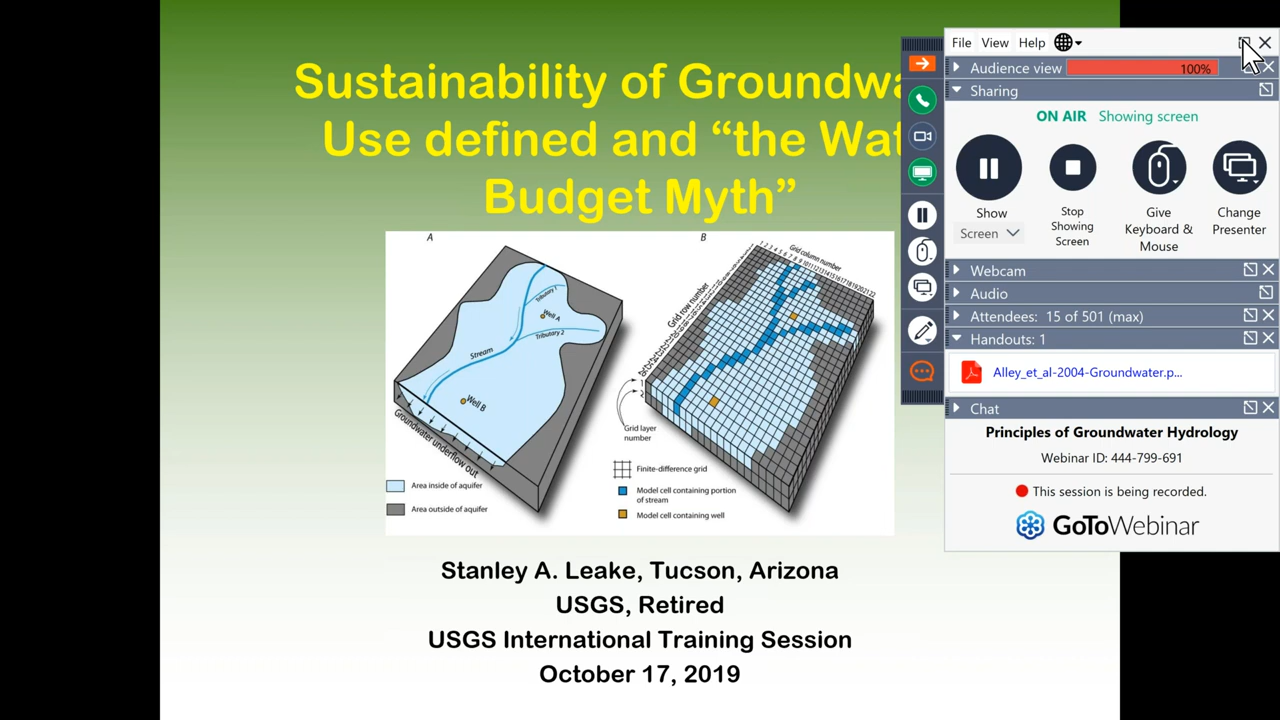 Sustainability of Groundwa
Use defined and “the Wat
Budget Myth”
A
B
Tributary 1
Well A
Tributary 2
Stream
Well B
Groundwater underflow out
Area inside of aquifer
Area outside of aquifer
Grid column number
Grid row number
Grid layer
number
Finite-difference grid
Model cell containing portion
of stream
Model cell containing well
Stanley A. Leake, Tucson, Arizona
USGS, Retired
USGS International Training Session
October 17, 2019
File View Help
Audience view 100%
Sharing
ON AIR Showing screen
Show
Screen
Stop
Showing
Screen
Give
Keyboard &
Mouse
Change
Presenter
Webcam
Audio
Attendees: 15 of 501 (max)
Handouts: 1
Alley_et_al-2004-Groundwater.p...
Chat
Principles of Groundwater Hydrology
Webinar ID: 444-799-691
This session is being recorded.
GoToWebinar